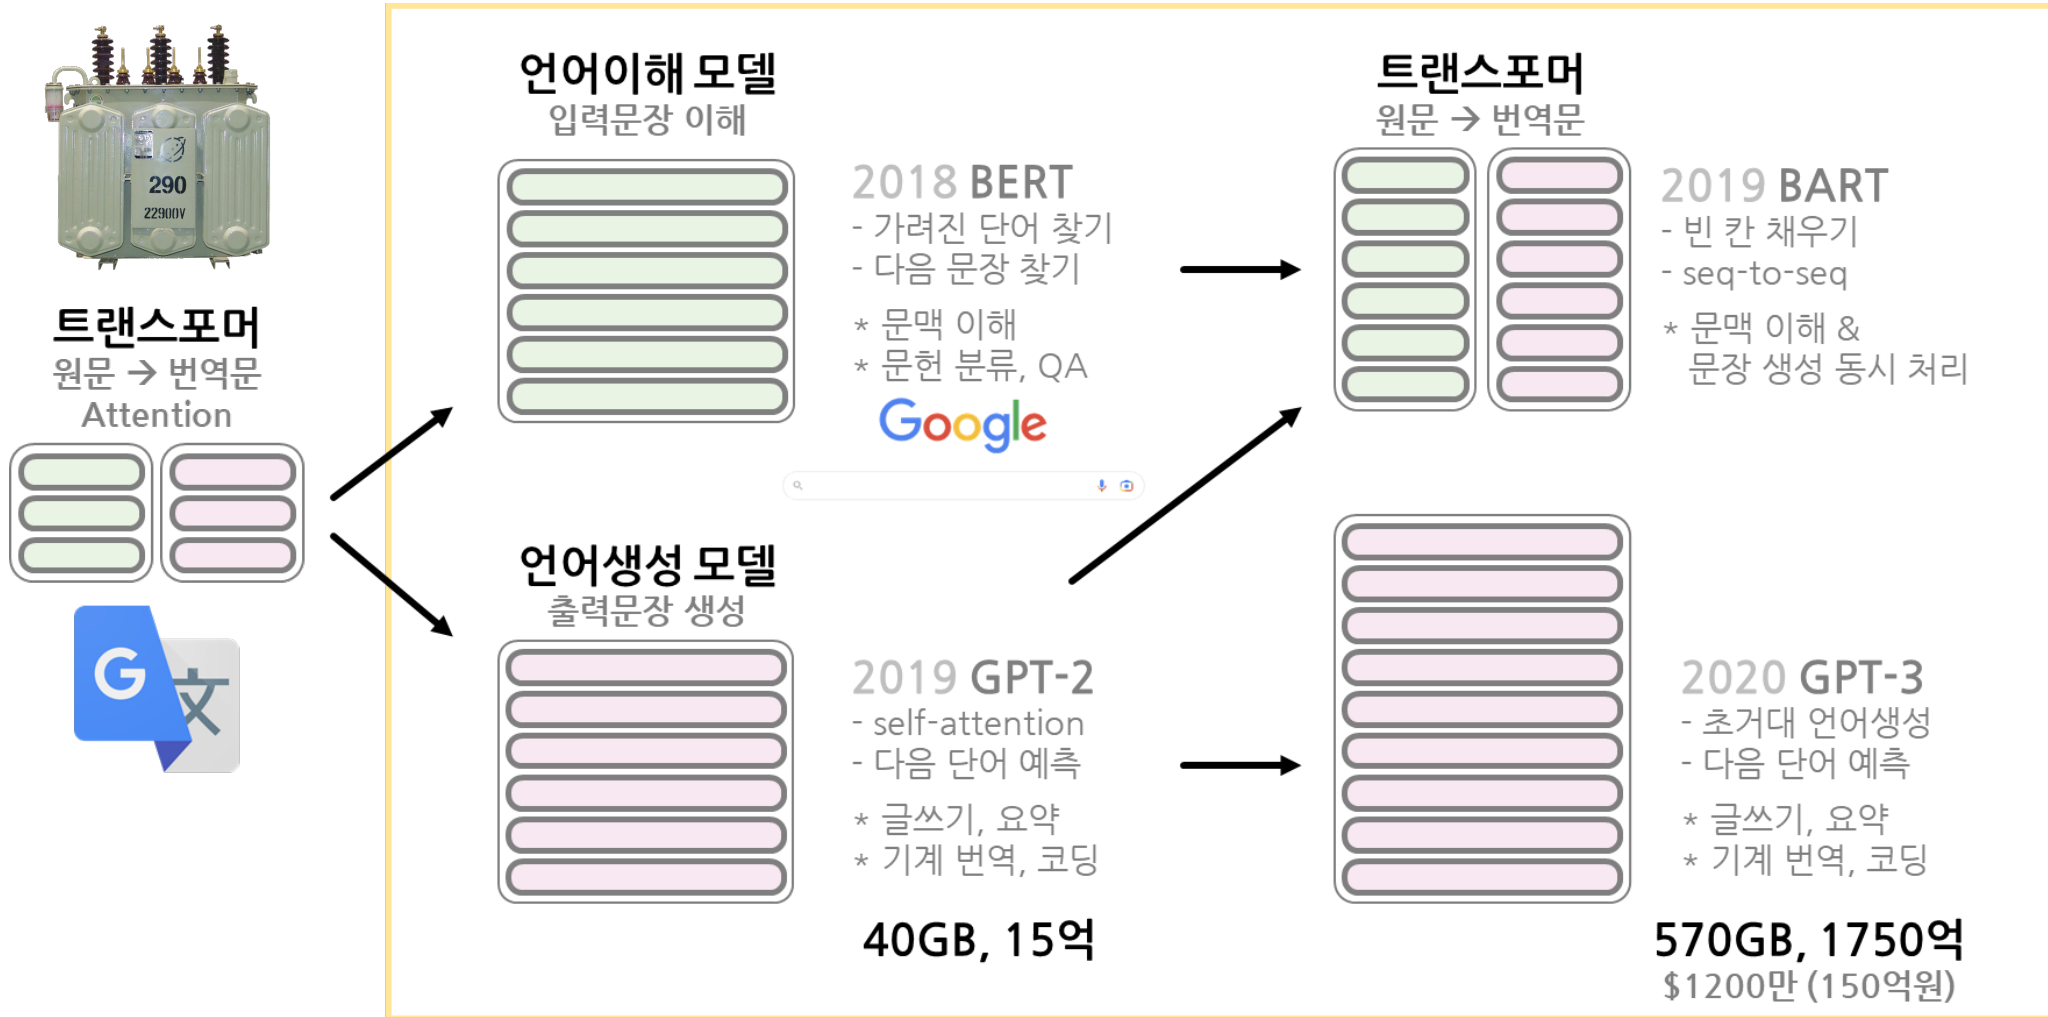 290
22900V
트랜스포머
원문 → 번역문
Attention
G
文
언어이해 모델
입력문장 이해
2018 BERT
- 가려진 단어 찾기
- 다음 문장 찾기
* 문맥 이해
* 문헌 분류, QA
Google
언어생성 모델
출력문장 생성
2019 GPT-2
- self-attention
- 다음 단어 예측
* 글쓰기, 요약
* 기계 번역, 코딩
40GB, 15억
트랜스포머
원문 → 번역문
2019 BART
- 빈 칸 채우기
- seq-to-seq
* 문맥 이해 &
문장 생성 동시 처리
2020 GPT-3
- 초거대 언어생성
- 다음 단어 예측
* 글쓰기, 요약
* 기계 번역, 코딩
570GB, 1750억
$1200만 (150억원)